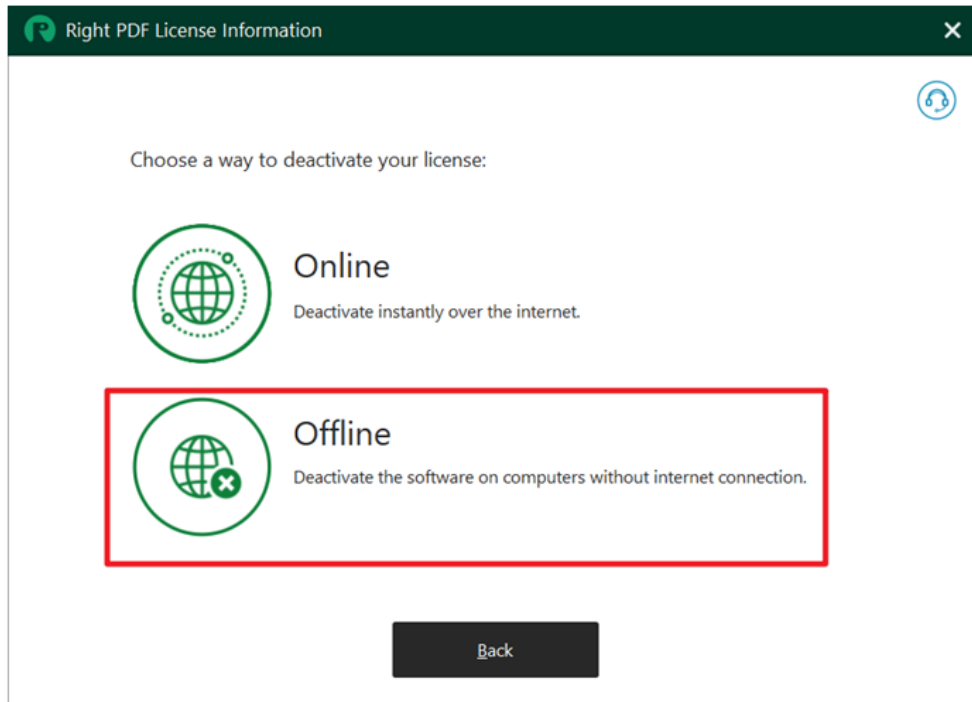 Right PDF License Information
Choose a way to deactivate your license:
Online
Deactivate instantly over the internet.
Offline
Deactivate the software on computers without internet connection.
Back